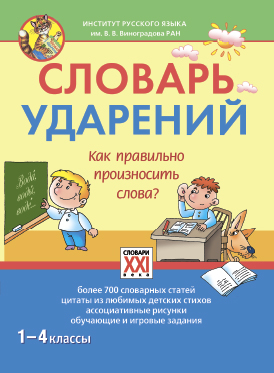 ИНСТИТУТ РУССКОГО ЯЗЫКА
им. В. В. Виноградова РАН
СЛОВАРЬ
УДАРЕНИЙ
Как правильно
произносить
слова?
СЛОВАРИ
XXI
века
более 700 словарных статей
цитаты из любимых детских стихов
ассоциативные рисунки
обучающие и игровые задания
1–4 классы